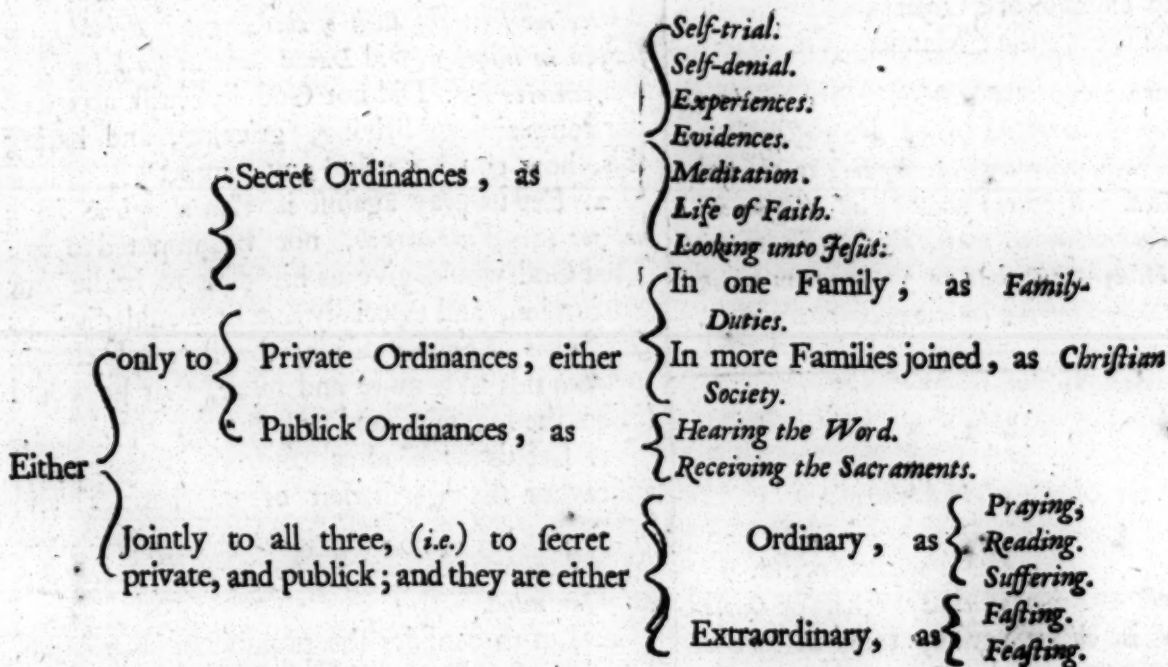 Self-trial.
Self-denial.
Experiences.
Evidences.
Secret Ordinances, as
Meditation.
Life of Faith.
Looking unto Jeſus.
In one Family, as Family-
Duties.
only to
Private Ordinances, either
In more Families joined, as Chriſtian
Society.
Publick Ordinances, as
Hearing the Word.
Receiving the Sacraments.
Either
Jointly to all three, (i.e.) to ſecret
private, and publick; and they are either
Ordinary, as
Praying,
Reading.
Suffering.
Extraordinary, as
Faſting.
Feaſting.